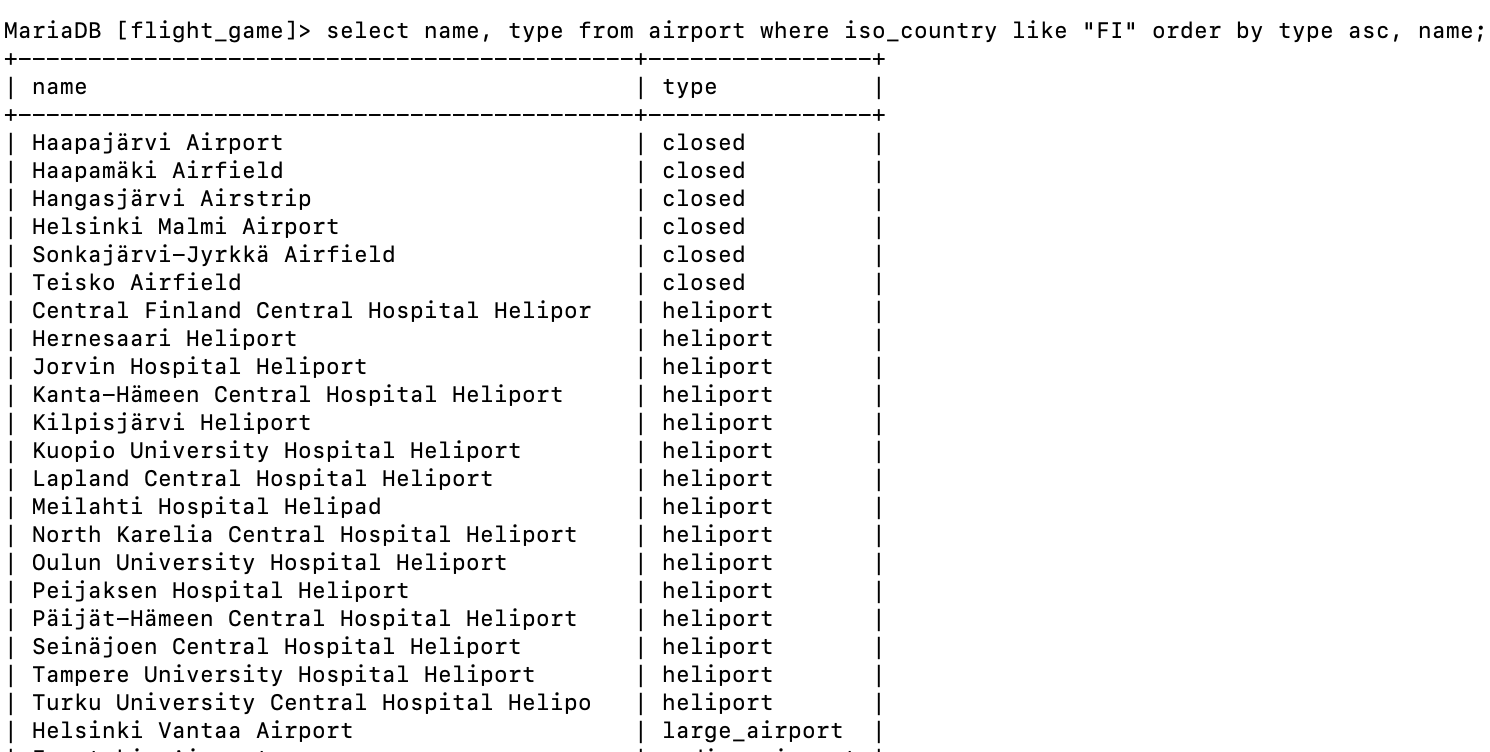 MariaDB [flight_game]> select name, type from airport where iso_country like "FI" order by type asc, name;
+--------------------------------------------+----------------+
| name                                       | type           |
+--------------------------------------------+----------------+
| Haapajärvi Airport                         | closed         |
| Haapamäki Airfield                         | closed         |
| Hangasjärvi Airstrip                       | closed         |
| Helsinki Malmi Airport                     | closed         |
| Sonkajärvi-Jyrkkä Airfield                 | closed         |
| Teisko Airfield                            | closed         |
| Central Finland Central Hospital Helipor   | heliport       |
| Hernesaari Heliport                        | heliport       |
| Jorvin Hospital Heliport                   | heliport       |
| Kanta-Hämeen Central Hospital Heliport     | heliport       |
| Kilpisjärvi Heliport                       | heliport       |
| Kuopio University Hospital Heliport        | heliport       |
| Lapland Central Hospital Heliport          | heliport       |
| Meilahti Hospital Helipad                  | heliport       |
| North Karelia Central Hospital Heliport    | heliport       |
| Oulun University Hospital Heliport         | heliport       |
| Peijaksen Hospital Heliport                | heliport       |
| Päijät-Hämeen Central Hospital Heliport    | heliport       |
| Seinäjoen Central Hospital Heliport        | heliport       |
| Tampere University Hospital Heliport       | heliport       |
| Turku University Central Hospital Helipo   | heliport       |
| Helsinki Vantaa Airport                    | large_airport  |